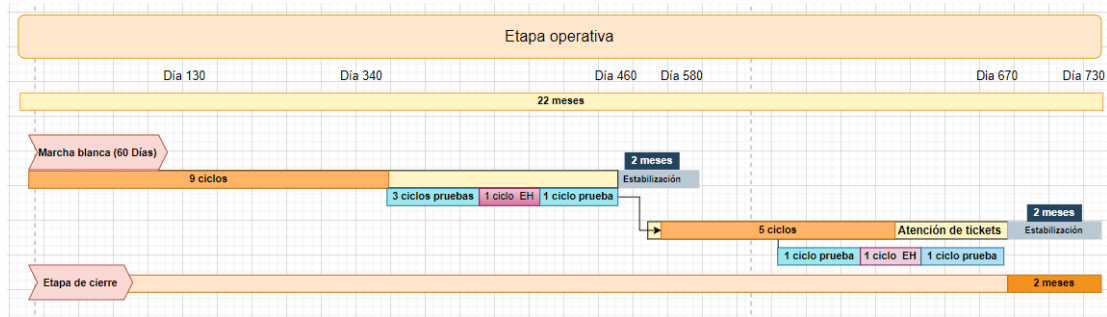 Etapa operativa
Día 130
Día 340
Día 460
Día 580
Dia 670
Día 730
22 meses
Marcha blanca (60 Días)
2 meses
9 ciclos
Estabilización
3 ciclos pruebas
1 ciclo EH
1 ciclo prueba
2 meses
5 ciclos
Atención de tickets
Estabilización
1 ciclo prueba
1 ciclo EH
1 ciclo prueba
Etapa de cierre
2 meses